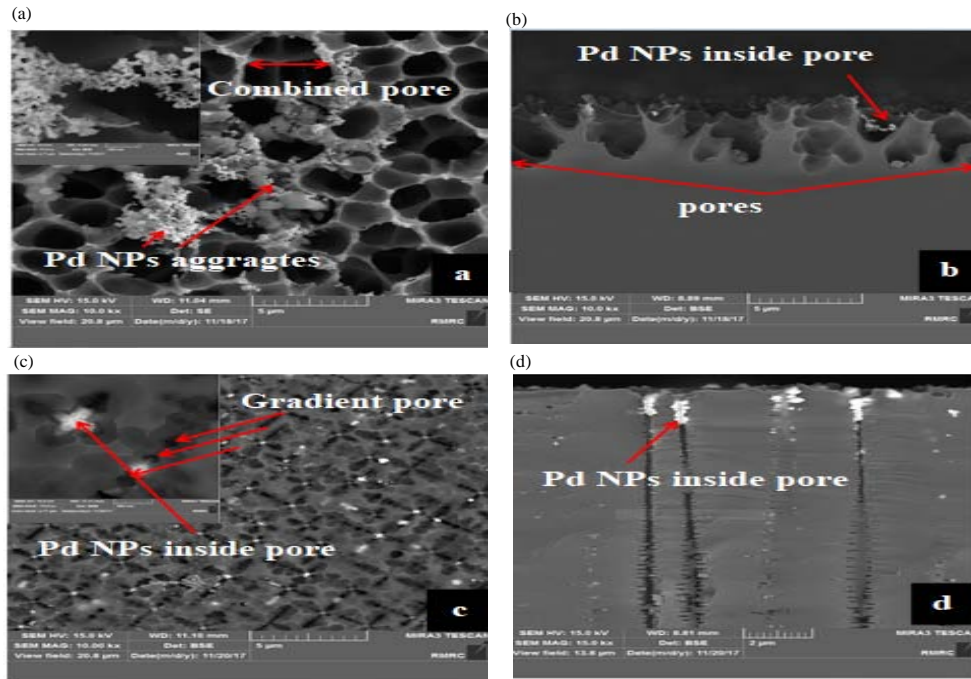 (a)
Combined pore
Pd NPs aggragtes
a
SEM HV: 15.0 kV WD: 11.04 mm MIRA3 TESCAN
SEM MAG: 10.0 kx Det: SE 5 µm
View field: 20.8 µm Date(m/d/y): 11/18/17 RMRC
(b)
Pd NPs inside pore
pores
b
SEM HV: 15.0 kV WD: 8.89 mm MIRA3 TESCAN
SEM MAG: 10.0 kx Det: BSE 5 µm
View field: 20.8 µm Date(m/d/y): 11/18/17 RMRC
(c)
Gradient pore
Pd NPs inside pore
c
SEM HV: 15.0 kV WD: 11.10 mm MIRA3 TESCAN
SEM MAG: 10.00 kx Det: BSE 5 µm
View field: 20.8 µm Date(m/d/y): 11/20/17 RMRC
(d)
Pd NPs inside pore
d
SEM HV: 15.0 kV WD: 8.81 mm MIRA3 TESCAN
SEM MAG: 15.0 kx Det: BSE 2 µm
View field: 13.8 µm Date(m/d/y): 11/20/17 RMRC